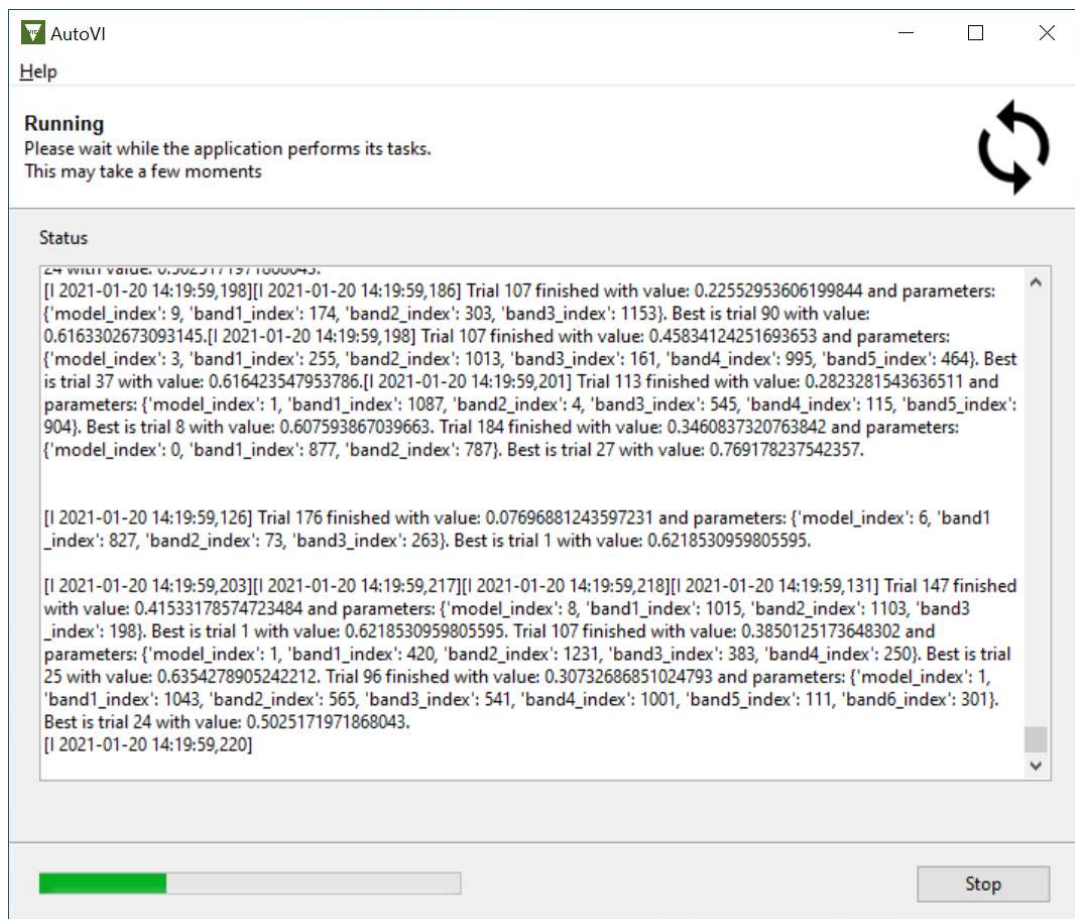 AutoVI
Help
Running
Please wait while the application performs its tasks.
This may take a few moments
Status
24 with value: 0.5025171971868043.
[I 2021-01-20 14:19:59,198][I 2021-01-20 14:19:59,186] Trial 107 finished with value: 0.22552953606199844 and parameters:
{'model_index': 9, 'band1_index': 174, 'band2_index': 303, 'band3_index': 1153}. Best is trial 90 with value:
0.6163302673093145.[I 2021-01-20 14:19:59,198] Trial 107 finished with value: 0.45834124251693653 and parameters:
{'model_index': 3, 'band1_index': 255, 'band2_index': 1013, 'band3_index': 161, 'band4_index': 995, 'band5_index': 464}. Best
is trial 37 with value: 0.616423547953786.[I 2021-01-20 14:19:59,201] Trial 113 finished with value: 0.2823281543636511 and
parameters: {'model_index': 1, 'band1_index': 1087, 'band2_index': 4, 'band3_index': 545, 'band4_index': 115, 'band5_index':
904}. Best is trial 8 with value: 0.607593867039663. Trial 184 finished with value: 0.3460837320763842 and parameters:
{'model_index': 0, 'band1_index': 877, 'band2_index': 787}. Best is trial 27 with value: 0.769178237542357.
[I 2021-01-20 14:19:59,126] Trial 176 finished with value: 0.07696881243597231 and parameters: {'model_index': 6, 'band1
_index': 827, 'band2_index': 73, 'band3_index': 263}. Best is trial 1 with value: 0.6218530959805595.
[I 2021-01-20 14:19:59,203][I 2021-01-20 14:19:59,217][I 2021-01-20 14:19:59,218][I 2021-01-20 14:19:59,131] Trial 147 finished
with value: 0.41533178574723484 and parameters: {'model_index': 8, 'band1_index': 1015, 'band2_index': 1103, 'band3
_index': 198}. Best is trial 1 with value: 0.6218530959805595. Trial 107 finished with value: 0.3850125173648302 and
parameters: {'model_index': 1, 'band1_index': 420, 'band2_index': 1231, 'band3_index': 383, 'band4_index': 250}. Best is trial
25 with value: 0.6354278905242212. Trial 96 finished with value: 0.30732686851024793 and parameters: {'model_index': 1,
'band1_index': 1043, 'band2_index': 565, 'band3_index': 541, 'band4_index': 1001, 'band5_index': 111, 'band6_index': 301}.
Best is trial 24 with value: 0.5025171971868043.
[I 2021-01-20 14:19:59,220]
Stop